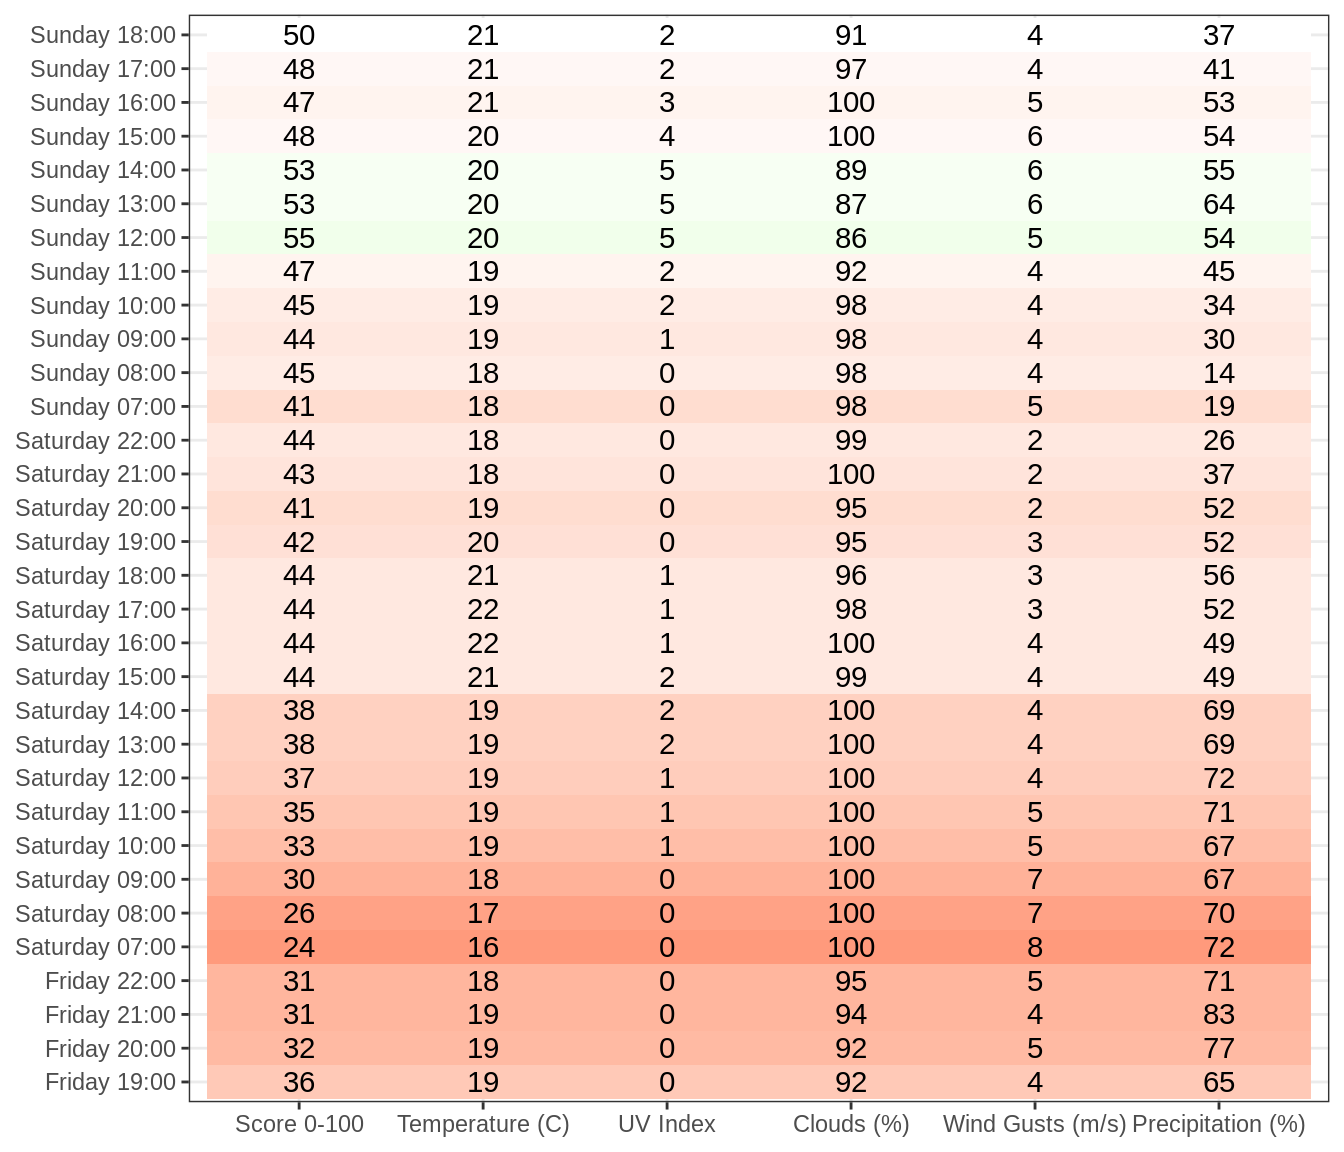 Sunday 18:00 50 21 2 91 4 37
Sunday 17:00 48 21 2 97 4 41
Sunday 16:00 47 21 3 100 5 53
Sunday 15:00 48 20 4 100 6 54
Sunday 14:00 53 20 5 89 6 55
Sunday 13:00 53 20 5 87 6 64
Sunday 12:00 55 20 5 86 5 54
Sunday 11:00 47 19 2 92 4 45
Sunday 10:00 45 19 2 98 4 34
Sunday 09:00 44 19 1 98 4 30
Sunday 08:00 45 18 0 98 4 14
Sunday 07:00 41 18 0 98 5 19
Saturday 22:00 44 18 0 99 2 26
Saturday 21:00 43 18 0 100 2 37
Saturday 20:00 41 19 0 95 2 52
Saturday 19:00 42 20 0 95 3 52
Saturday 18:00 44 21 1 96 3 56
Saturday 17:00 44 22 1 98 3 52
Saturday 16:00 44 22 1 100 4 49
Saturday 15:00 44 21 2 99 4 49
Saturday 14:00 38 19 2 100 4 69
Saturday 13:00 38 19 2 100 4 69
Saturday 12:00 37 19 1 100 4 72
Saturday 11:00 35 19 1 100 5 71
Saturday 10:00 33 19 1 100 5 67
Saturday 09:00 30 18 0 100 7 67
Saturday 08:00 26 17 0 100 7 70
Saturday 07:00 24 16 0 100 8 72
Friday 22:00 31 18 0 95 5 71
Friday 21:00 31 19 0 94 4 83
Friday 20:00 32 19 0 92 5 77
Friday 19:00 36 19 0 92 4 65
Score 0-100 Temperature (C) UV Index Clouds (%) Wind Gusts (m/s) Precipitation (%)